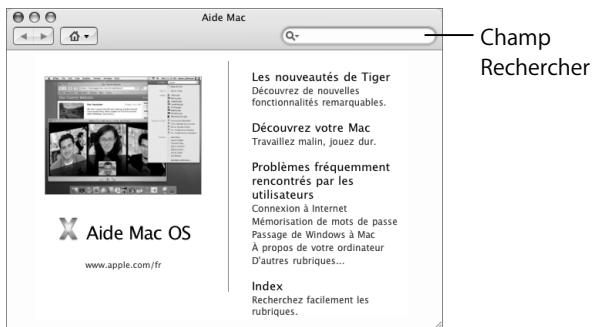 Aide Mac
Champ
Rechercher
Les nouveautés de Tiger
Découvrez de nouvelles
fonctionnalités remarquables.
Découvrez votre Mac
Travaillez malin, jouez dur.
Problèmes fréquemment
rencontrés par les
utilisateurs
Connexion à Internet
Mémorisation de mots de passe
Passage de Windows à Mac
À propos de votre ordinateur
D'autres rubriques...
Index
Recherchez facilement les
rubriques.
X Aide Mac OS
www.apple.com/fr